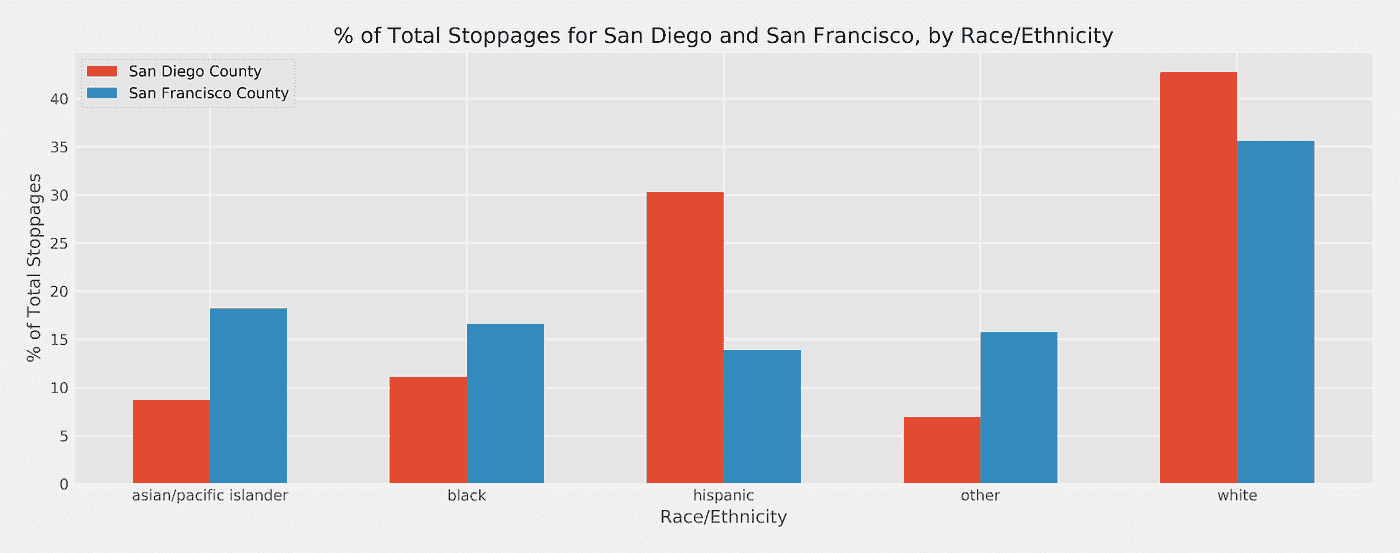 % of Total Stoppages for San Diego and San Francisco, by Race/Ethnicity
San Diego County
San Francisco County
40
35
30
25
20
15
10
5
0
% of Total Stoppages
asian/pacific islander black hispanic other white
Race/Ethnicity